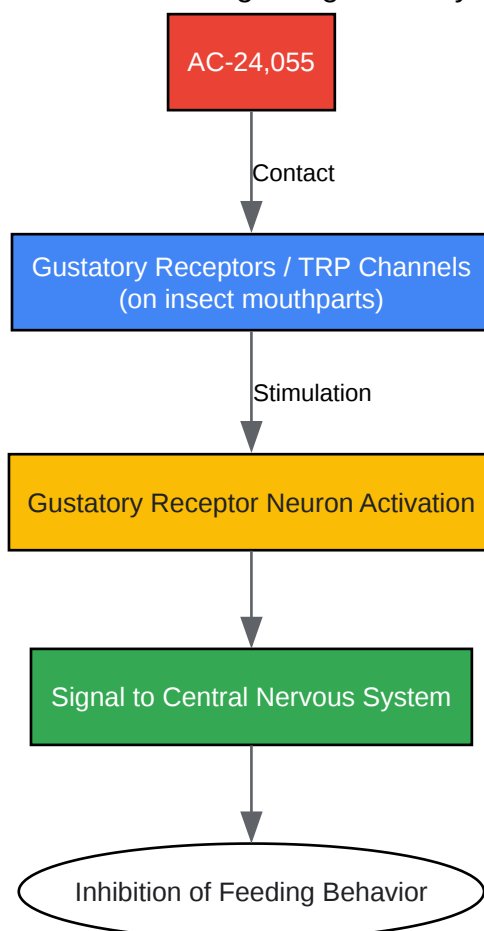 AC-24,055
Contact
Gustatory Receptors / TRP Channels
(on insect mouthparts)
Stimulation
Gustatory Receptor Neuron Activation
Signal to Central Nervous System
Inhibition of Feeding Behavior